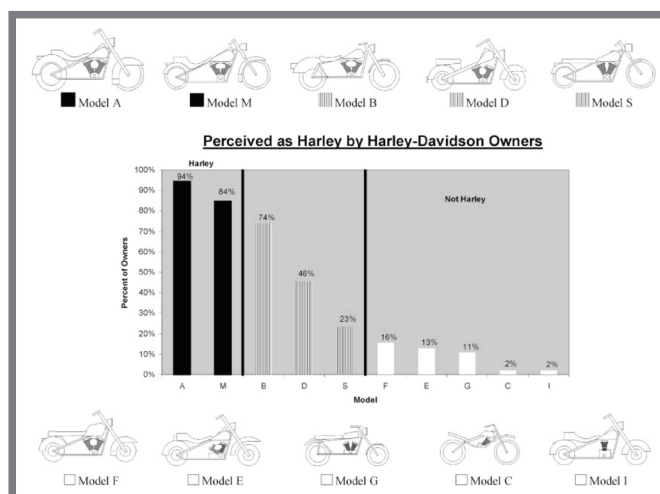 Model A Model M Model B Model D Model S
Perceived as Harley by Harley-Davidson Owners
Harley
Not Harley
Percent of Owners
100%
90%
80%
70%
60%
50%
40%
30%
20%
10%
0%
94% 84% 74% 46% 23% 16% 13% 11% 2% 2%
A M B D S F E G C I
Model
Model F Model E Model G Model C Model I